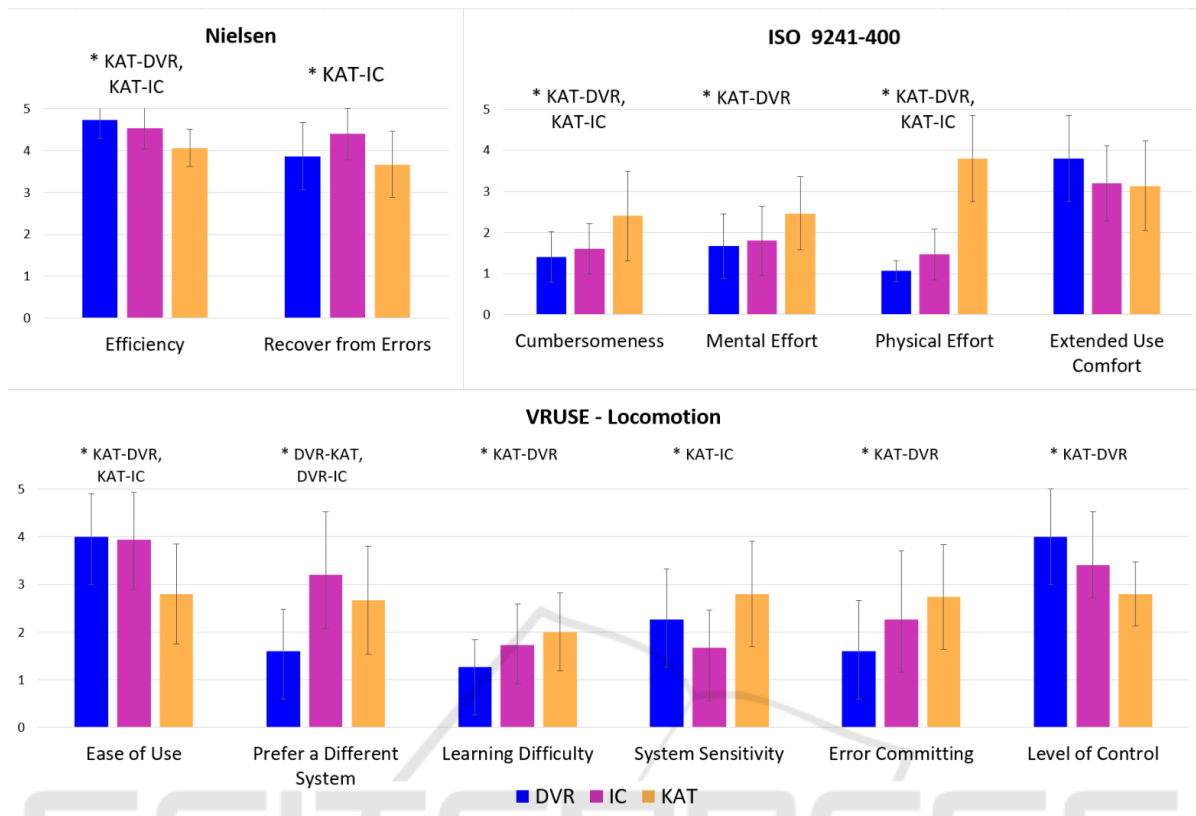 Nielsen
* KAT-DVR,
KAT-IC
* KAT-IC
5
4
3
2
1
0
Efficiency
Recover from Errors
ISO 9241-400
* KAT-DVR,
KAT-IC
* KAT-DVR
* KAT-DVR,
KAT-IC
5
4
3
2
1
0
Cumbersomeness
Mental Effort
Physical Effort
Extended Use
Comfort
VRUSE - Locomotion
* KAT-DVR,
KAT-IC
* DVR-KAT,
DVR-IC
* KAT-DVR
* KAT-IC
* KAT-DVR
* KAT-DVR
5
4
3
2
1
0
Ease of Use
Prefer a Different
System
Learning Difficulty
System Sensitivity
Error Committing
Level of Control
DVR IC KAT